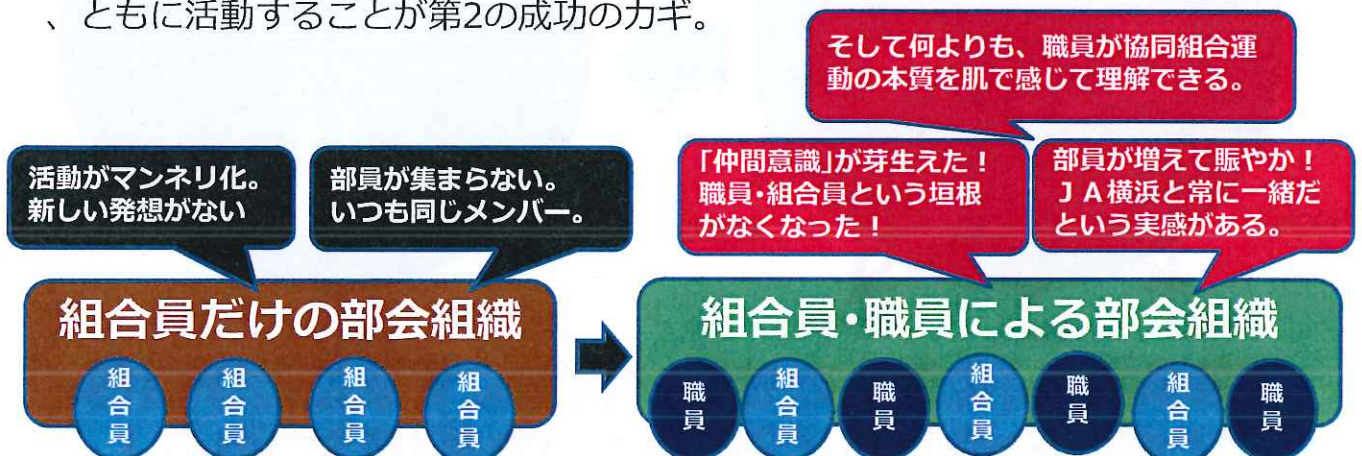 、ともに活動することが第2の成功のカギ。
そして何よりも、職員が協同組合運
動の本質を肌で感じて理解できる。
活動がマンネリ化。
新しい発想がない
部員が集まらない。
いつも同じメンバー。
「仲間意識」が芽生えた！
職員・組合員という垣根
がなくなった！
部員が増えて賑やか！
ＪＡ横浜と常に一緒だ
という実感がある。
組合員だけの部会組織
組合員
組合員
組合員
組合員
組合員・職員による部会組織
職員
組合員
職員
組合員
職員
組合員
職員